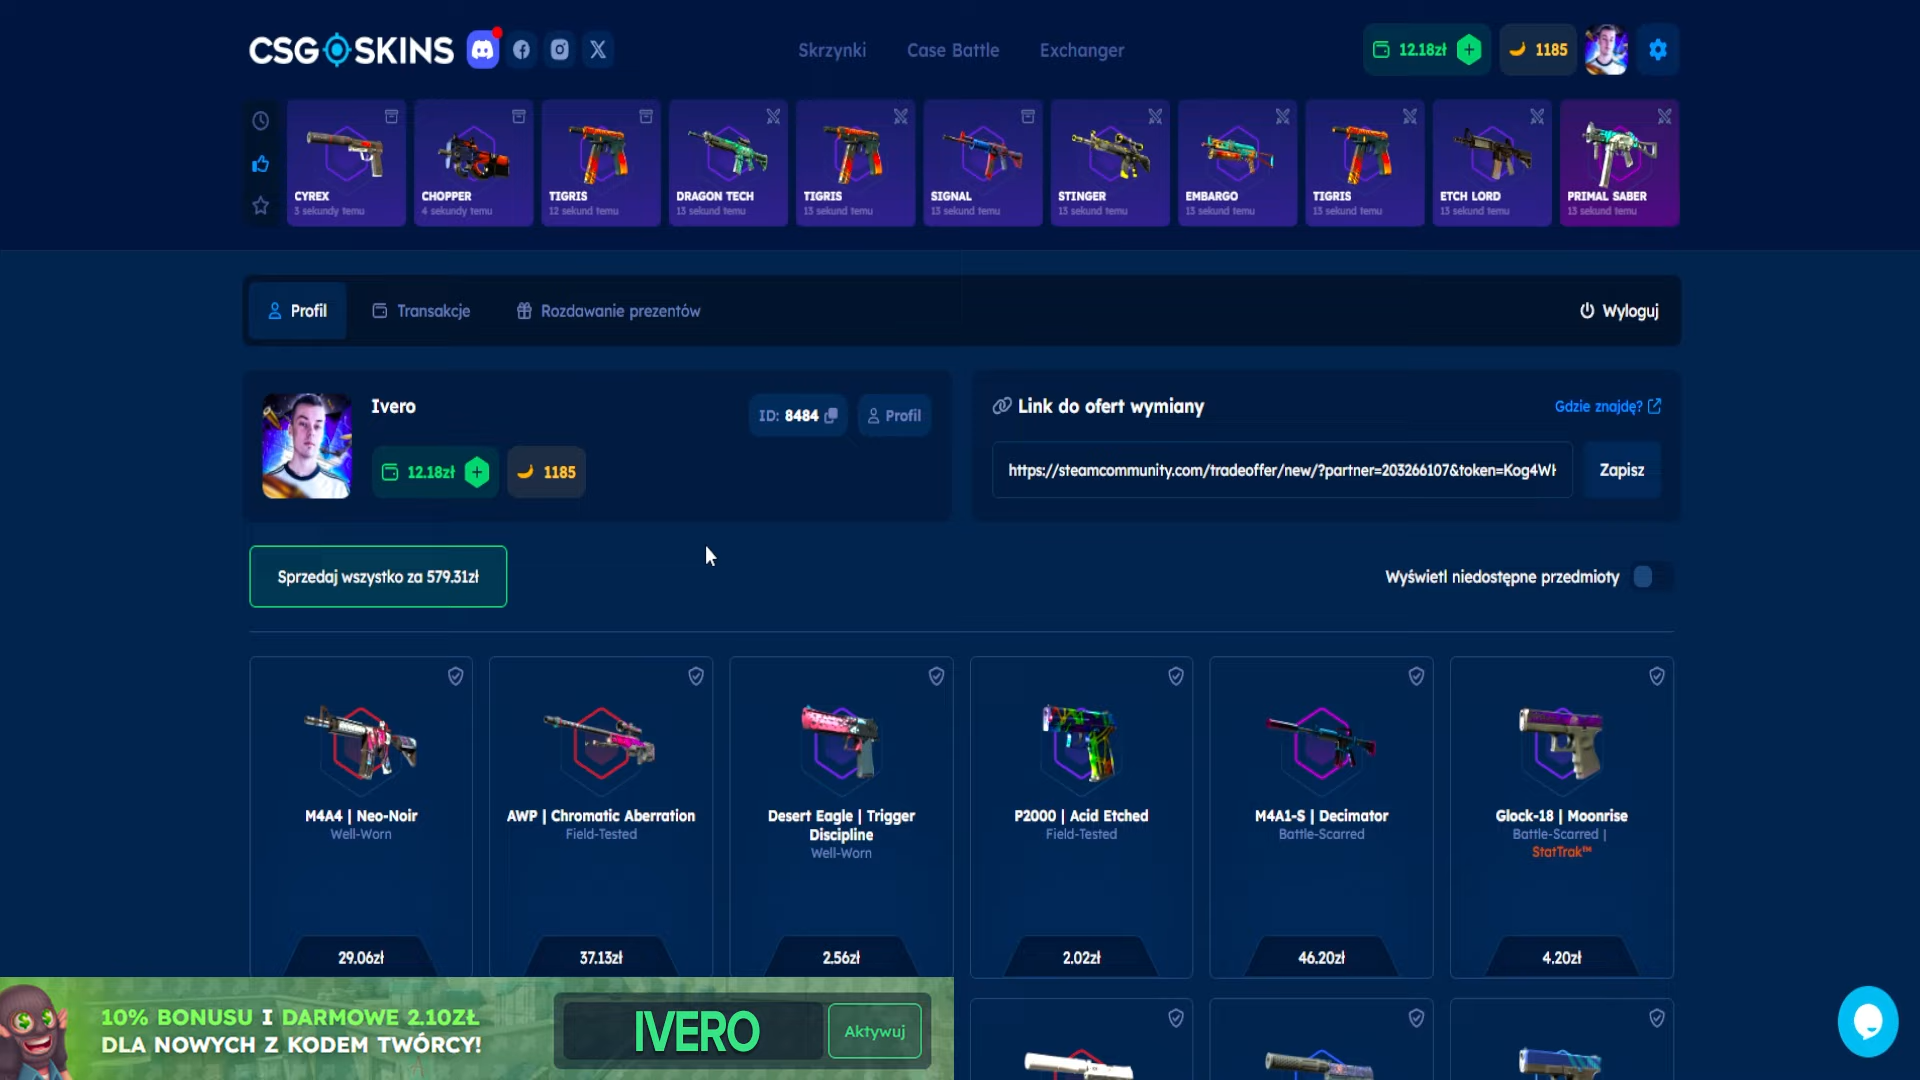 CSGOSKINS
Skrzynki
Case Battle
Exchanger
12.18zł
1185
CYREX
3 sekundy temu
CHOPPER
4 sekundy temu
TIGRIS
12 sekund temu
DRAGON TECH
13 sekund temu
TIGRIS
13 sekund temu
SIGNAL
13 sekund temu
STINGER
13 sekund temu
EMBARGO
13 sekund temu
TIGRIS
13 sekund temu
ETCH LORD
13 sekund temu
PRIMAL SABER
13 sekund temu
Profil
Transakcje
Rozdawanie prezentów
Wyloguj
Ivero
ID: 8484
Profil
12.18zł
1185
Link do ofert wymiany
Gdzie znajdę?
https://steamcommunity.com/tradeoffer/new/?partner=203266107&token=Kog4W
Zapisz
Sprzedaj wszystko za 579.31zł
Wyświetl niedostępne przedmioty
M4A4 | Neo-Noir
Well-Worn
29.06zł
AWP | Chromatic Aberration
Field-Tested
37.13zł
Desert Eagle | Trigger
Discipline
Well-Worn
2.56zł
P2000 | Acid Etched
Field-Tested
2.02zł
M4A1-S | Decimator
Battle-Scarred
46.20zł
Glock-18 | Moonrise
Battle-Scarred |
StatTrak™
4.20zł
10% BONUSU I DARMOWE 2.10ZŁ
DLA NOWYCH Z KODEM TWÓRCY!
IVERO
Aktywuj